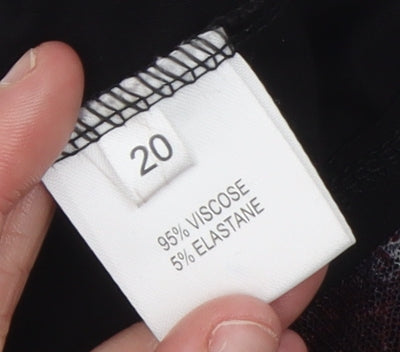 20
95% VISCOSE
5% ELASTANE